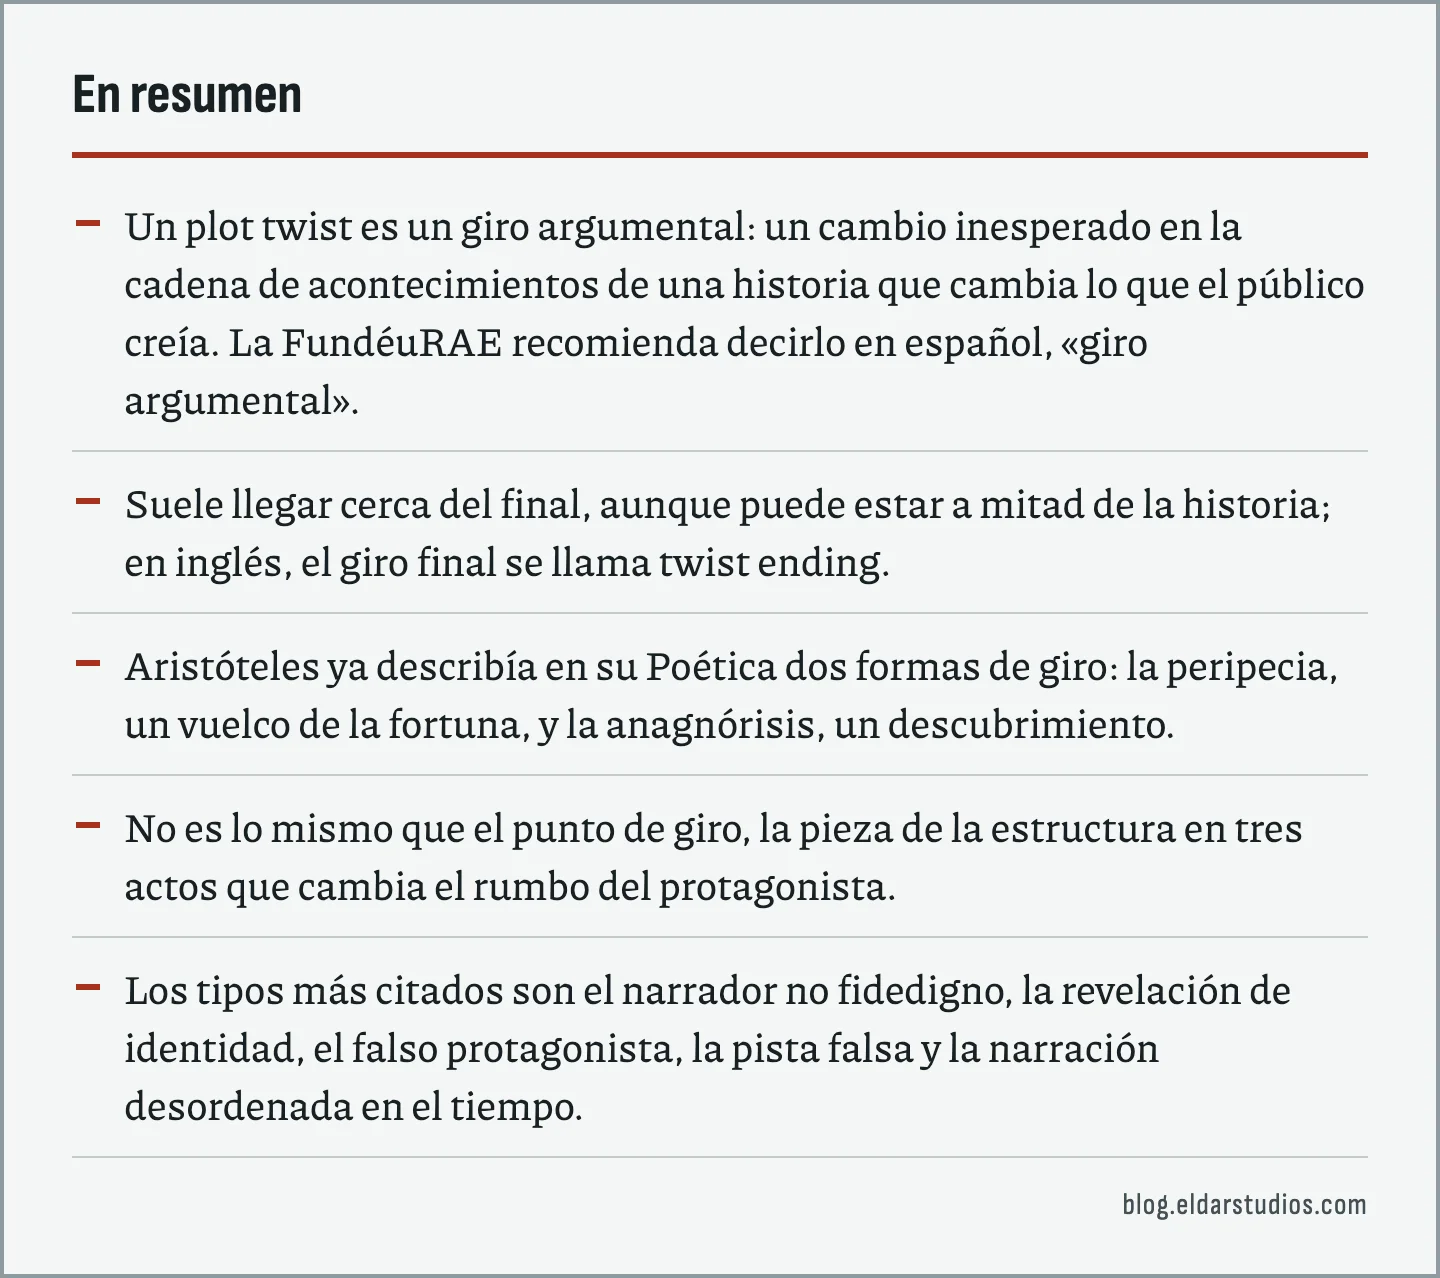 En resumen
Un plot twist es un giro argumental: un cambio inesperado en la
cadena de acontecimientos de una historia que cambia lo que el público
creía. La FundéuRAE recomienda decirlo en español, «giro
argumental».
Suele llegar cerca del final, aunque puede estar a mitad de la historia;
en inglés, el giro final se llama twist ending.
Aristóteles ya describía en su Poética dos formas de giro: la peripecia,
un vuelco de la fortuna, y la anagnórisis, un descubrimiento.
No es lo mismo que el punto de giro, la pieza de la estructura en tres
actos que cambia el rumbo del protagonista.
Los tipos más citados son el narrador no fidedigno, la revelación de
identidad, el falso protagonista, la pista falsa y la narración
desordenada en el tiempo.
blog.eldarstudios.com